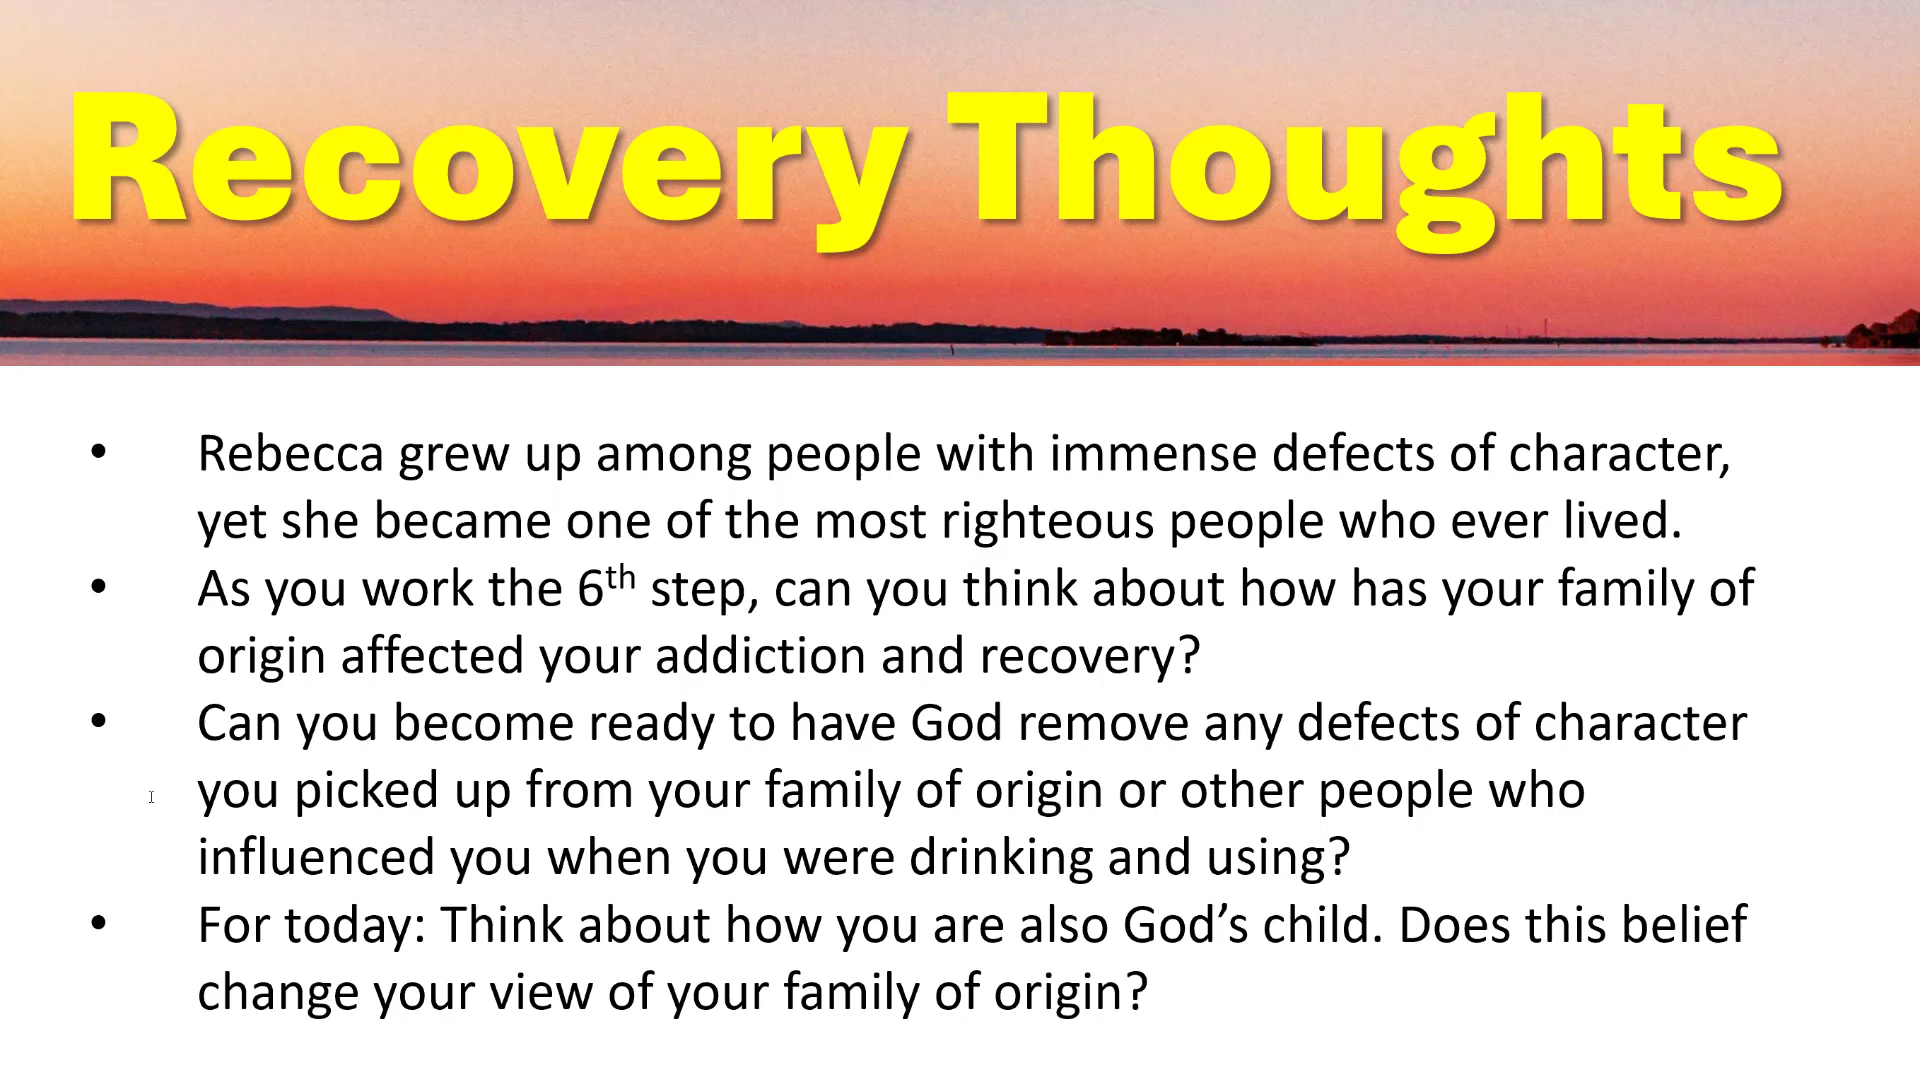 Recovery Thoughts
• Rebecca grew up among people with immense defects of character,
yet she became one of the most righteous people who ever lived.
• As you work the 6th step, can you think about how has your family of
origin affected your addiction and recovery?
• Can you become ready to have God remove any defects of character
you picked up from your family of origin or other people who
influenced you when you were drinking and using?
• For today: Think about how you are also God’s child. Does this belief
change your view of your family of origin?